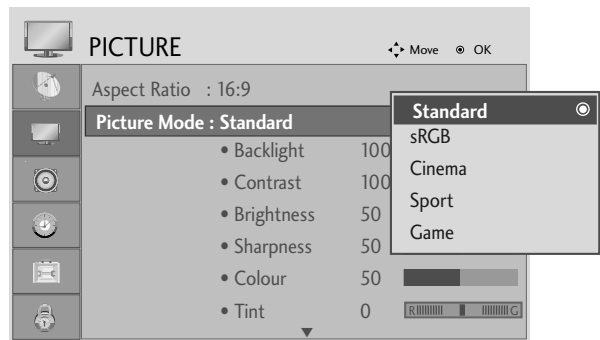 PICTURE
Move OK
Aspect Ratio : 16:9
Picture Mode : Standard
• Backlight 100
• Contrast 100
• Brightness 50
• Sharpness 50
• Colour 50
• Tint 0 R G
Standard
sRGB
Cinema
Sport
Game